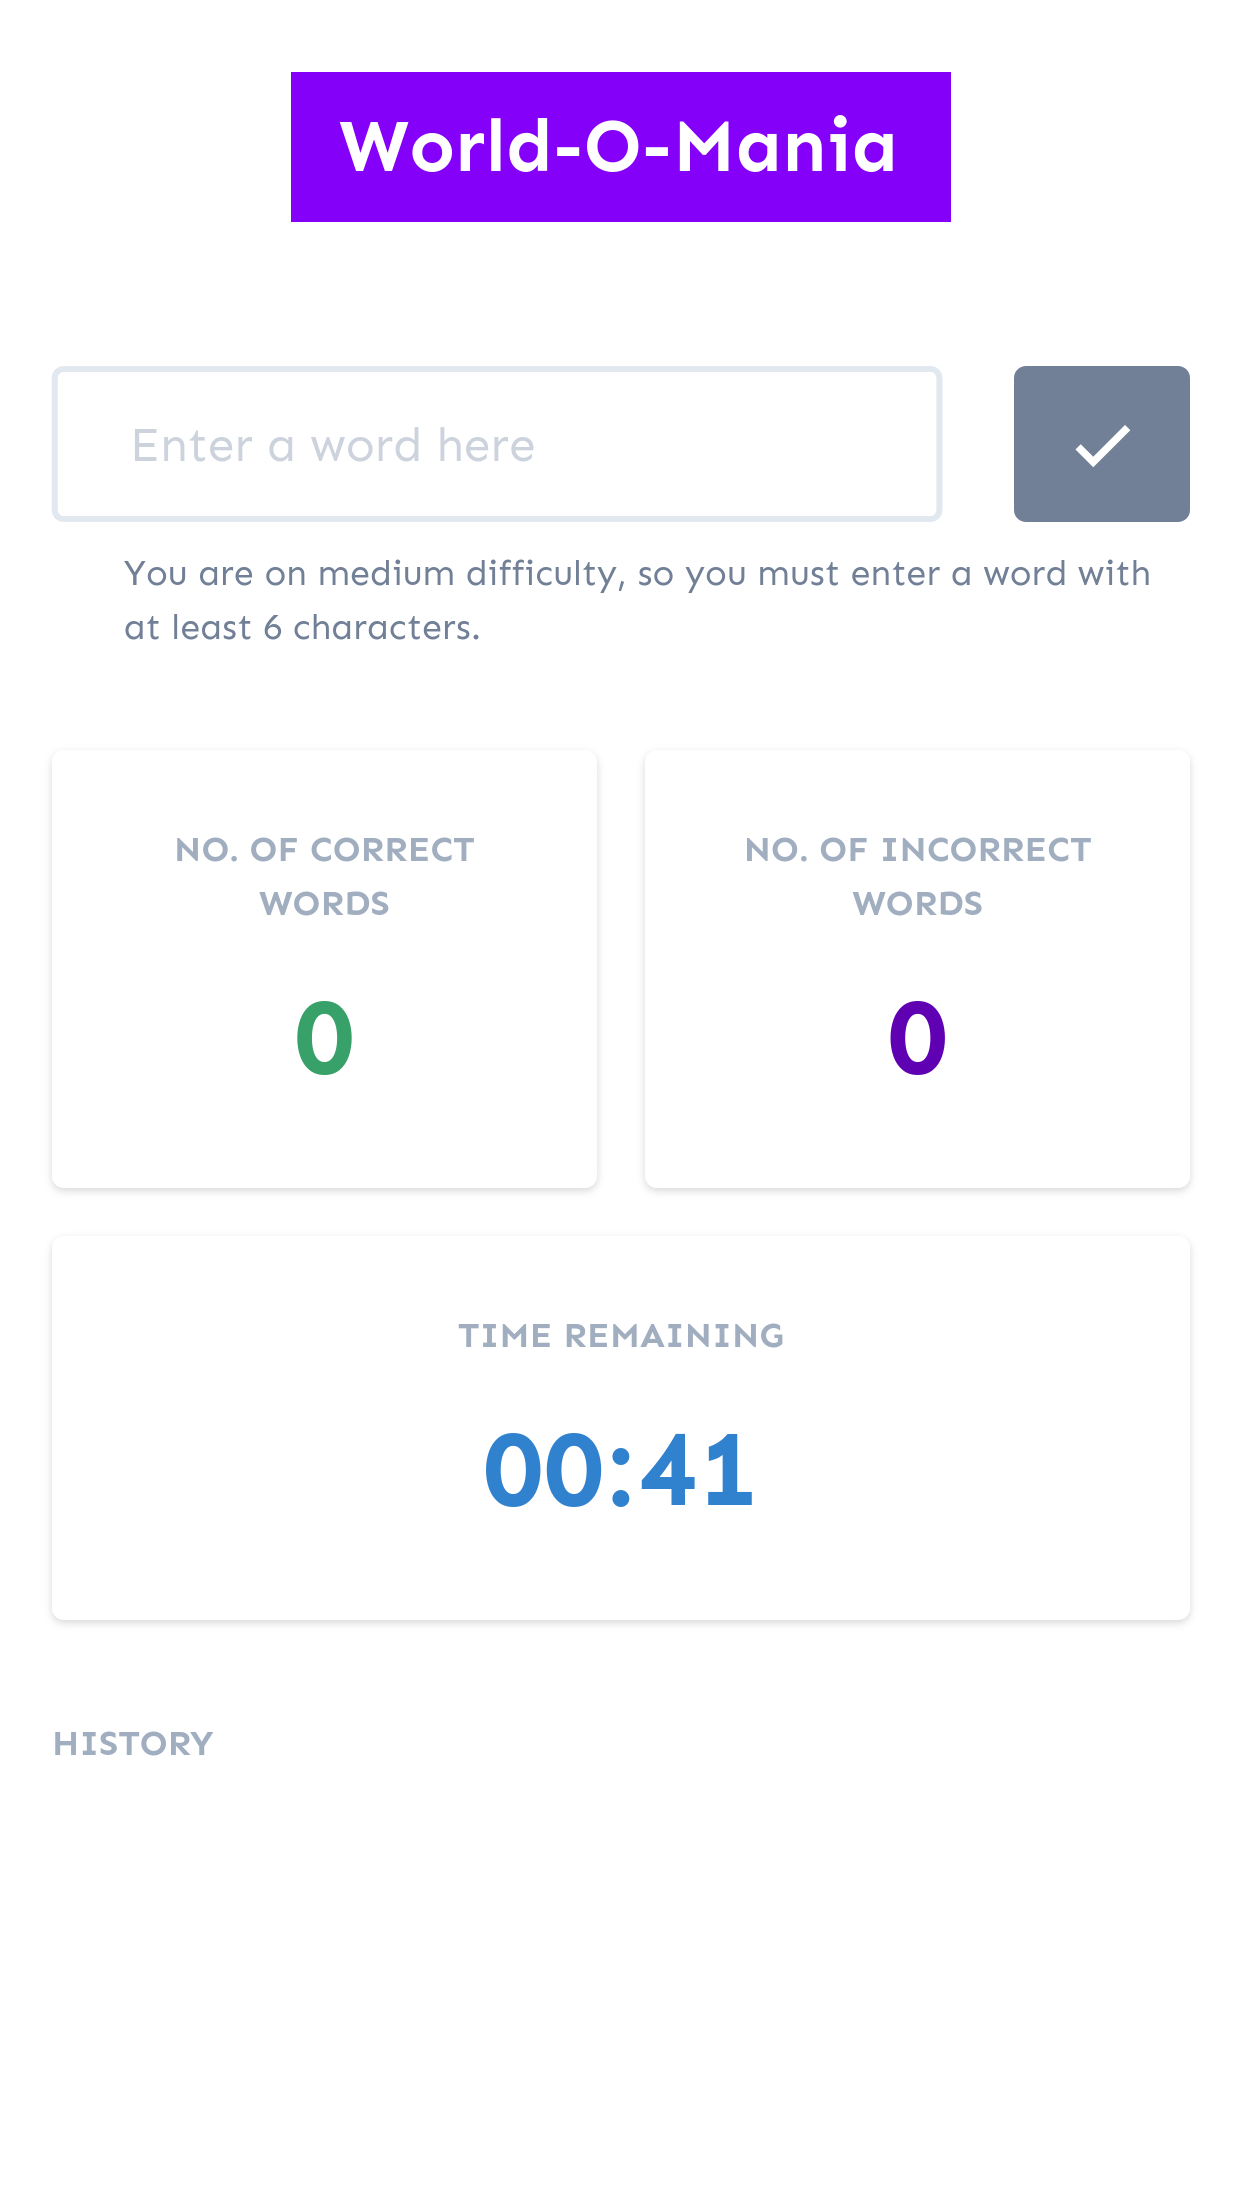 World-O-Mania
Enter a word here
You are on medium difficulty, so you must enter a word with
at least 6 characters.
NO. OF CORRECT
WORDS
0
NO. OF INCORRECT
WORDS
0
TIME REMAINING
00:41
HISTORY